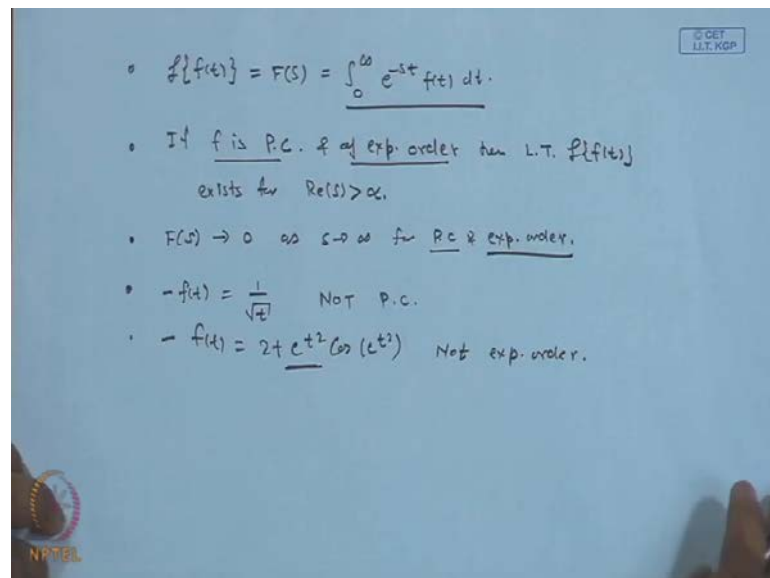 © CET
I.I.T. KGP
• ℒ{f(t)} = F(S) = ∫₀^∞ e^{-st} f(t) dt.
• If f is P.C. & of exp. order then L.T. ℒ{f(t)}
exists for Re(s) > α.
• F(s) → 0 as s→∞ for P.C & exp. order.
• - f(t) = 1/√t NOT P.C.
• - f(t) = 2t e^{t²} Cos (e^{t²}) Not exp. order.
NPTEL